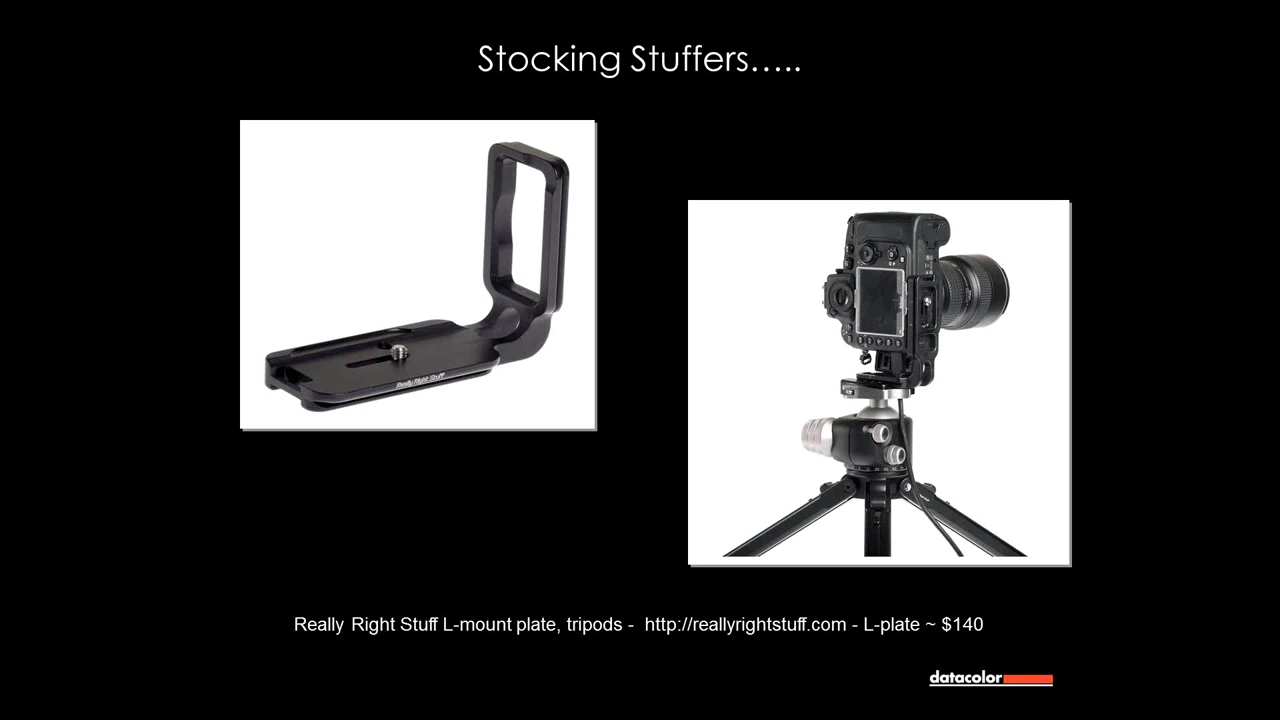 Stocking Stuffers…..
Really Right Stuff
Really Right Stuff L-mount plate, tripods - http://reallyrightstuff.com - L-plate ~ $140
datacolor